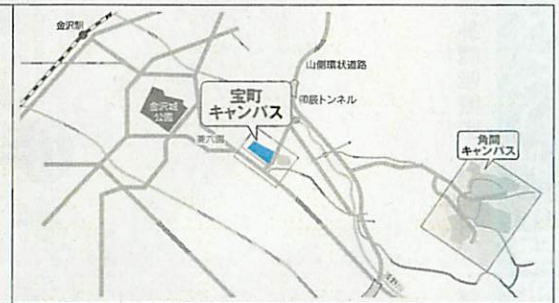 金沢駅
山側環状道路
宝町
キャンパス
卯辰トンネル
金沢城
公園
兼六園
角間
キャンパス